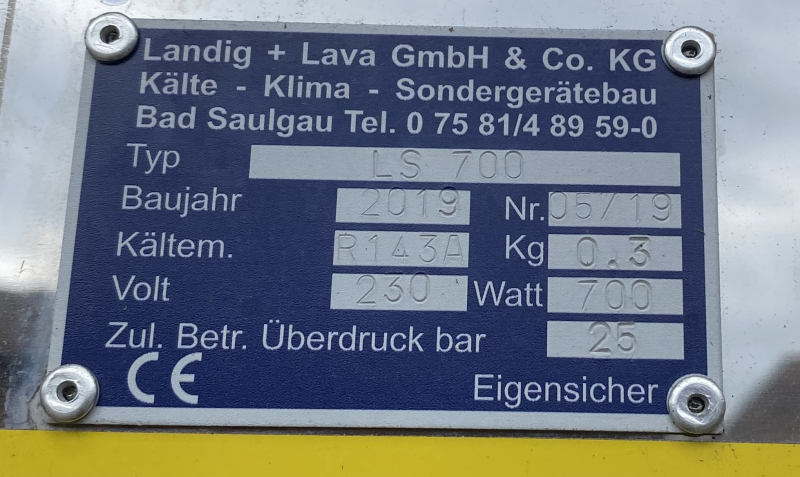 Landig + Lava GmbH & Co. KG
Kälte - Klima - Sondergerätebau
Bad Saulgau Tel. 0 75 81/4 89 59-0
Typ LS 700
Baujahr 2019 Nr. 05/19
Kältem. R143A Kg 0.3
Volt 230 Watt 700
Zul. Betr. Überdruck bar 25
CE Eigensicher